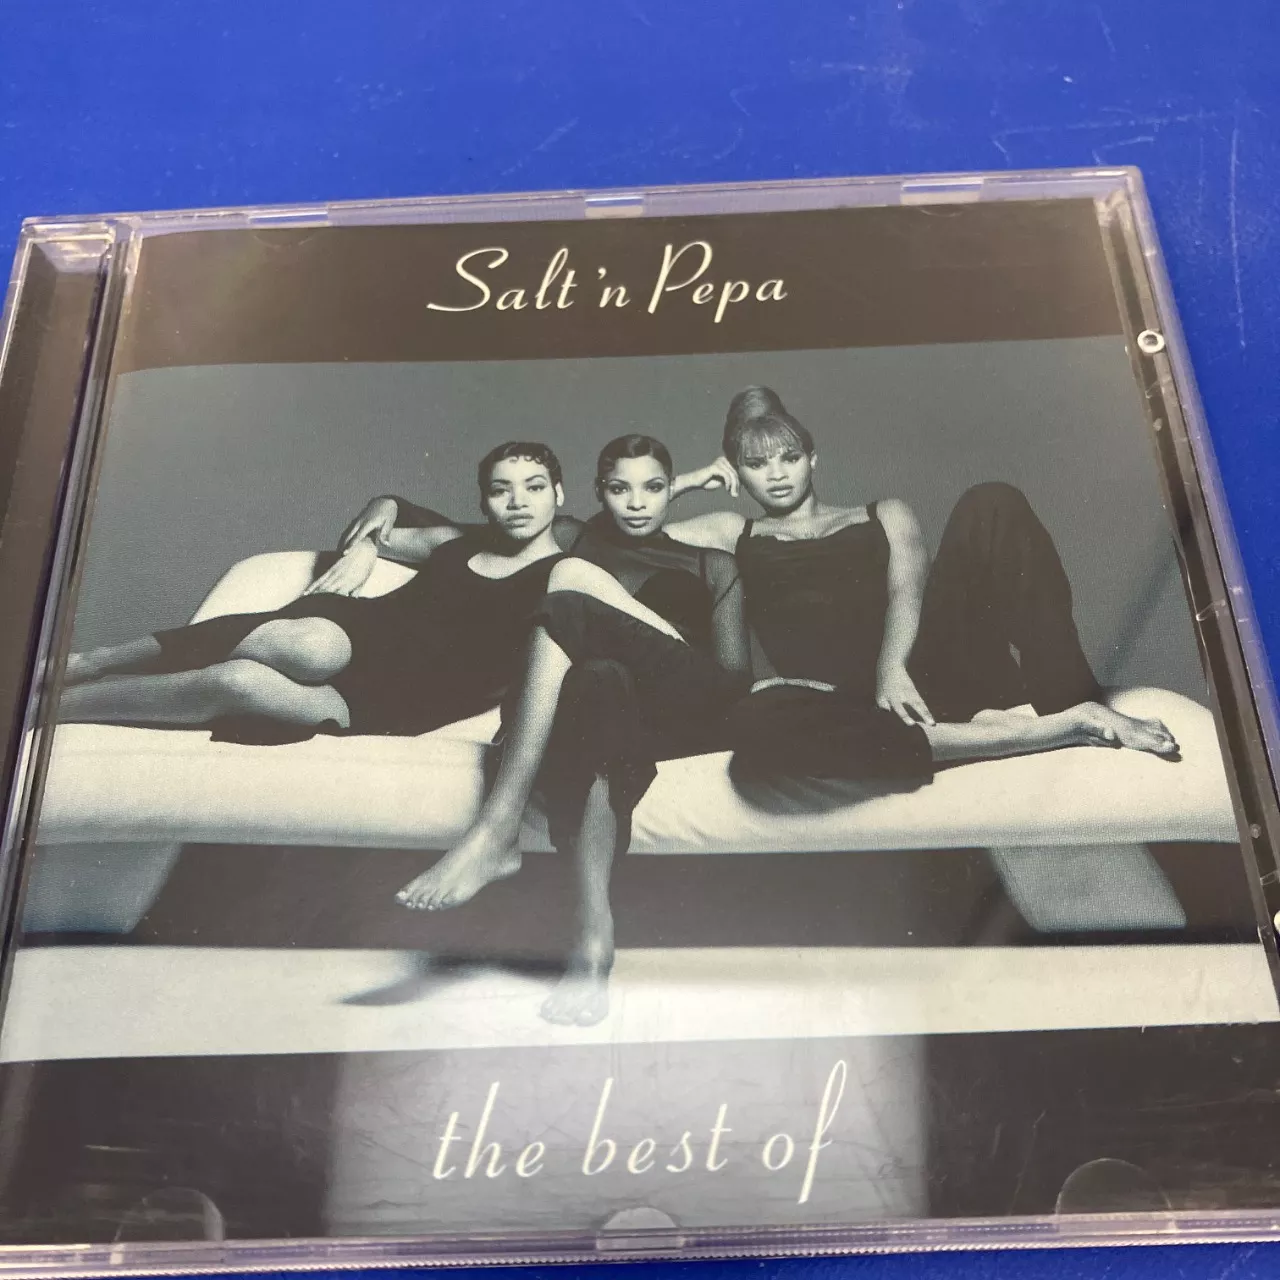 Salt 'n Pepa
the best of